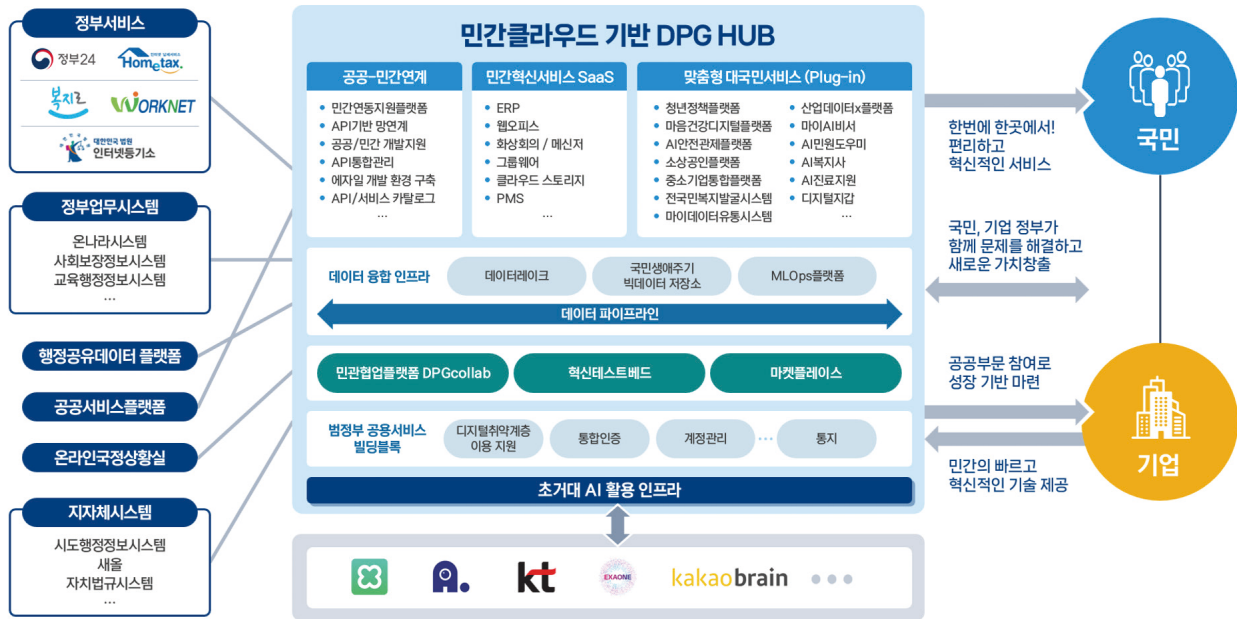 정부서비스
정부24
Hometax.
복지로
WORKNET
대한민국 법원
인터넷등기소
정부업무시스템
온나라시스템
사회보장정보시스템
교육행정정보시스템
...
행정공유데이터 플랫폼
공공서비스플랫폼
온라인국정상황실
지자체시스템
시도행정정보시스템
새올
자치법규시스템
...
민간클라우드 기반 DPG HUB
공공-민간연계
• 민간연동지원플랫폼
• API기반 망연계
• 공공/민간 개발지원
• API통합관리
• 에자일 개발 환경 구축
• API/서비스 카탈로그
...
민간혁신서비스 SaaS
• ERP
• 웹오피스
• 화상회의 / 메신저
• 그룹웨어
• 클라우드 스토리지
• PMS
...
맞춤형 대국민서비스 (Plug-in)
• 청년정책플랫폼
• 마음건강디지털플랫폼
• AI안전관제플랫폼
• 소상공인플랫폼
• 중소기업통합플랫폼
• 전국민복지발굴시스템
• 마이데이터유통시스템
• 산업데이터x플랫폼
• 마이AI비서
• AI민원도우미
• AI복지사
• AI진료지원
• 디지털지갑
...
데이터 융합 인프라
데이터레이크
국민생애주기
빅데이터 저장소
MLOps플랫폼
데이터 파이프라인
민관협업플랫폼 DPGcollab
혁신테스트베드
마켓플레이스
범정부 공용서비스
빌딩블록
디지털취약계층
이용 지원
통합인증
계정관리
...
통지
초거대 AI 활용 인프라
A.
kt
EXAONE
kakaobrain
국민
한번에 한곳에서!
편리하고
혁신적인 서비스
국민, 기업 정부가
함께 문제를 해결하고
새로운 가치창출
공공부문 참여로
성장 기반 마련
기업
민간의 빠르고
혁신적인 기술 제공